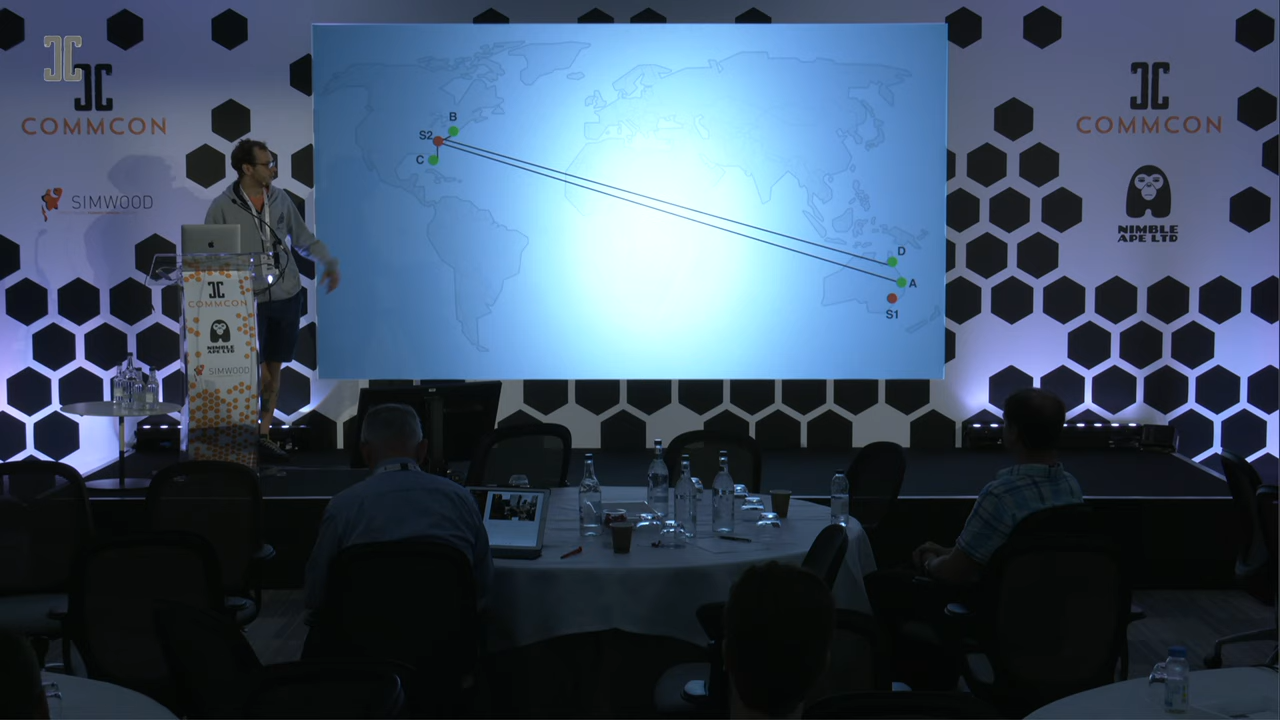 COMMCON
SIMWOOD
B
S2
C
D
A
S1
COMMCON
NIMBLE
APE LTD
COMMCON
NIMBLE
APE LTD
SIMWOOD